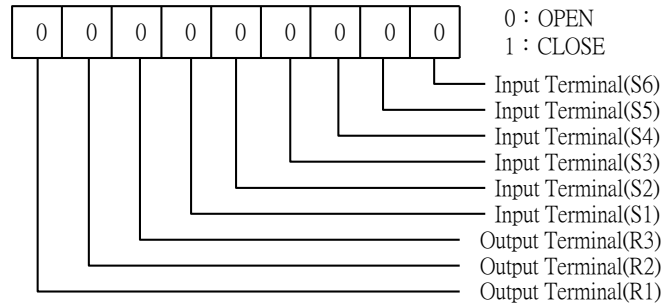 0 0 0 0 0 0 0 0 0
0：OPEN
1：CLOSE
Input Terminal(S6)
Input Terminal(S5)
Input Terminal(S4)
Input Terminal(S3)
Input Terminal(S2)
Input Terminal(S1)
Output Terminal(R3)
Output Terminal(R2)
Output Terminal(R1)